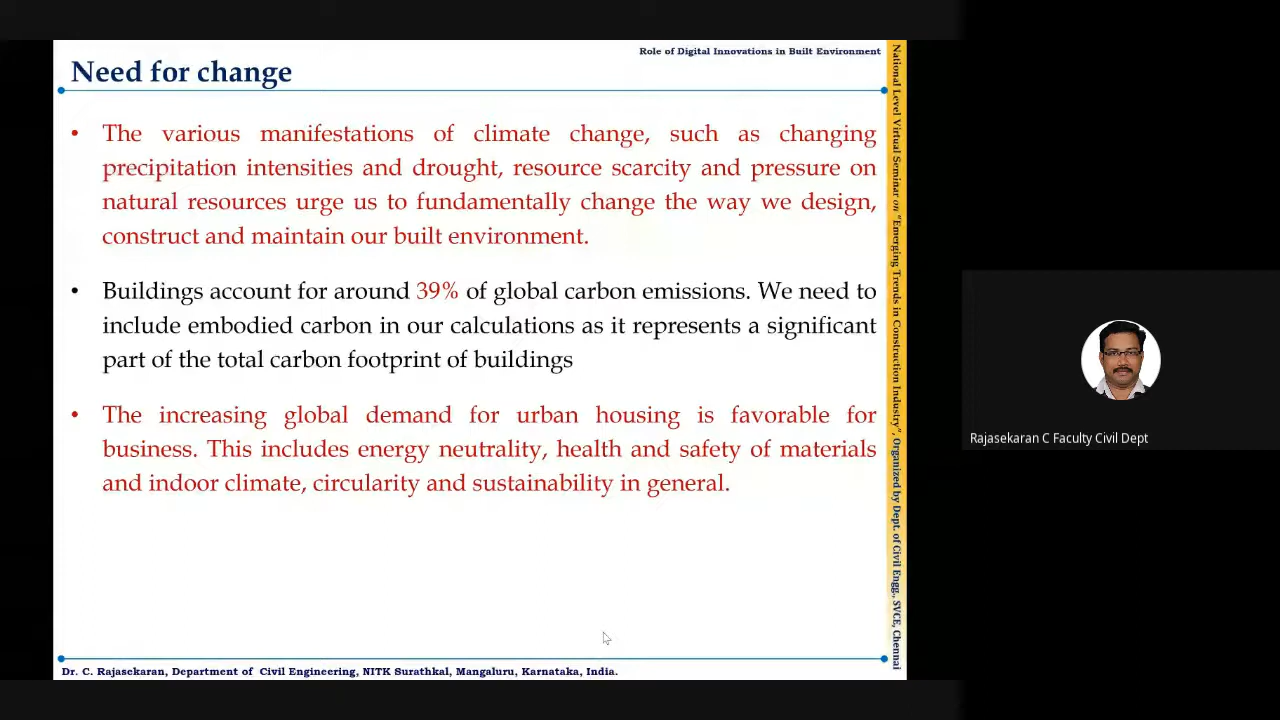 Role of Digital Innovations in Built Environment
Need for change
• The various manifestations of climate change, such as changing
precipitation intensities and drought, resource scarcity and pressure on
natural resources urge us to fundamentally change the way we design,
construct and maintain our built environment.
• Buildings account for around 39% of global carbon emissions. We need to
include embodied carbon in our calculations as it represents a significant
part of the total carbon footprint of buildings
• The increasing global demand for urban housing is favorable for
business. This includes energy neutrality, health and safety of materials
and indoor climate, circularity and sustainability in general.
Dr. C. Rajasekaran, Department of Civil Engineering, NITK Surathkal, Mangaluru, Karnataka, India.
National Level Virtual Seminar on "Emerging Trends in Construction Industry", Organized by Dept. of Civil Engg., SVCE, Chennai
Rajasekaran C Faculty Civil Dept